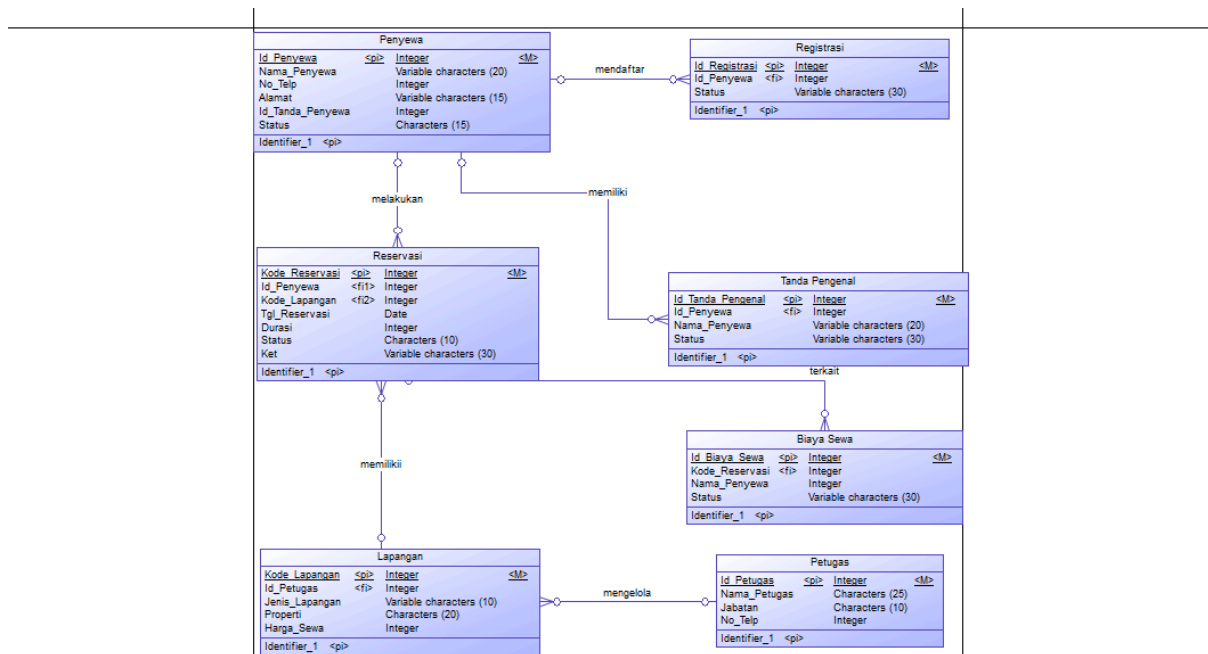 Penyewa
Id_Penyewa <pi> Integer <M>
Nama_Penyewa Variable characters (20)
No_Telp Integer
Alamat Variable characters (15)
Id_Tanda_Penyewa Integer
Status Characters (15)
Identifier_1 <pi>
mendaftar
Registrasi
Id_Registrasi <pi> Integer <M>
Id_Penyewa <fi> Integer
Status Variable characters (30)
Identifier_1 <pi>
melakukan
memiliki
Reservasi
Kode_Reservasi <pi> Integer <M>
Id_Penyewa <fi1> Integer
Kode_Lapangan <fi2> Integer
Tgl_Reservasi Date
Durasi Integer
Status Characters (10)
Ket Variable characters (30)
Identifier_1 <pi>
Tanda Pengenal
Id_Tanda_Pengenal <pi> Integer <M>
Id_Penyewa <fi> Integer
Nama_Penyewa Variable characters (20)
Status Variable characters (30)
Identifier_1 <pi>
terkait
Biaya Sewa
Id_Biaya_Sewa <pi> Integer <M>
Kode_Reservasi <fi> Integer
Nama_Penyewa Integer
Status Variable characters (30)
Identifier_1 <pi>
memilikii
Lapangan
Kode_Lapangan <pi> Integer <M>
Id_Petugas <fi> Integer
Jenis_Lapangan Variable characters (10)
Properti Characters (20)
Harga_Sewa Integer
Identifier_1 <pi>
mengelola
Petugas
Id_Petugas <pi> Integer <M>
Nama_Petugas Characters (25)
Jabatan Characters (10)
No_Telp Integer
Identifier_1 <pi>